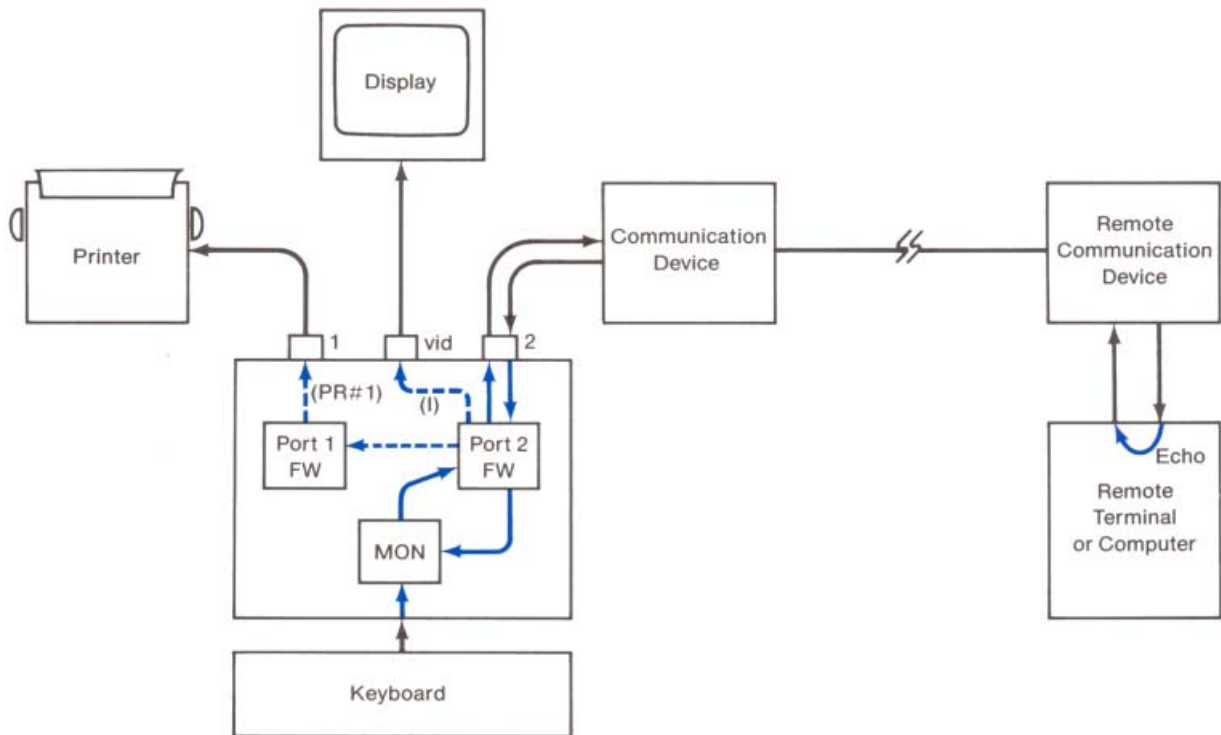 Display
Printer
Communication
Device
Remote
Communication
Device
1
vid
2
(PR#1)
(I)
Port 1
FW
Port 2
FW
MON
Echo
Remote
Terminal
or Computer
Keyboard